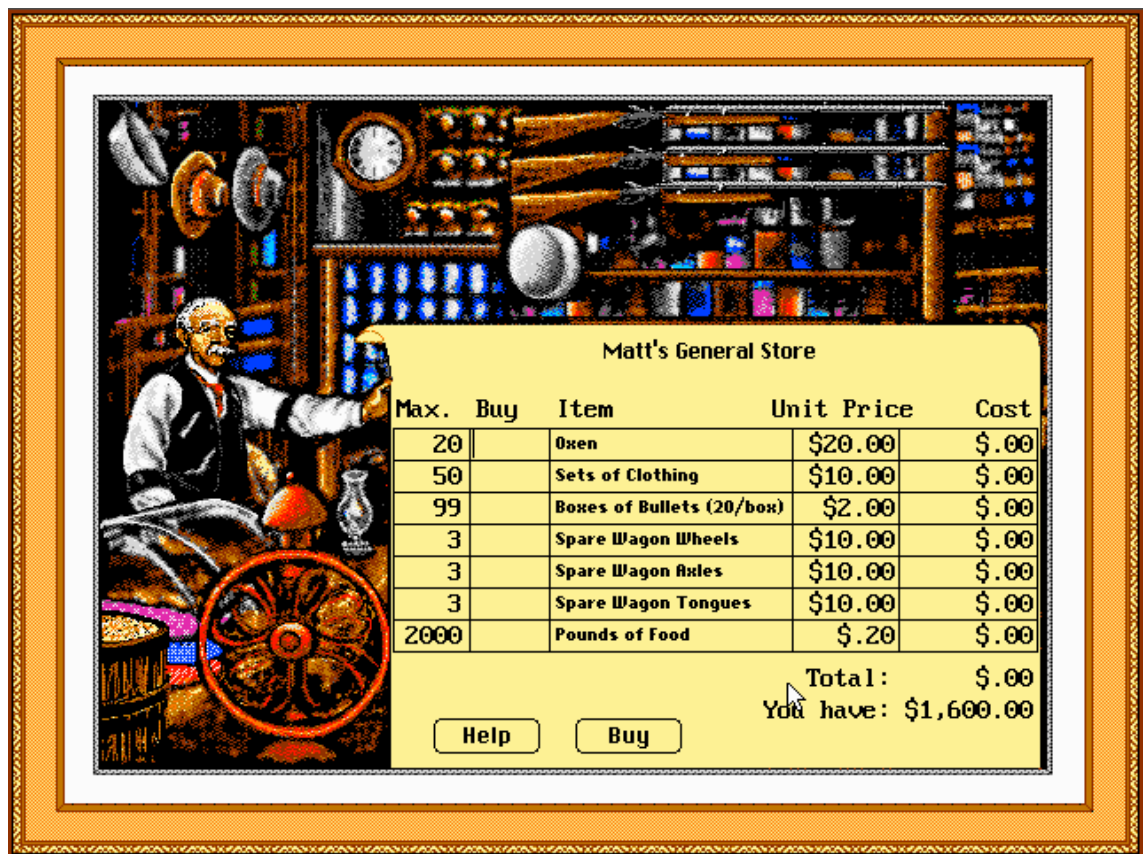 Matt's General Store
Max. Buy Item Unit Price Cost
20 Oxen $20.00 $.00
50 Sets of Clothing $10.00 $.00
99 Boxes of Bullets (20/box) $2.00 $.00
3 Spare Wagon Wheels $10.00 $.00
3 Spare Wagon Axles $10.00 $.00
3 Spare Wagon Tongues $10.00 $.00
2000 Pounds of Food $.20 $.00
Total: $.00
You have: $1,600.00
Help Buy